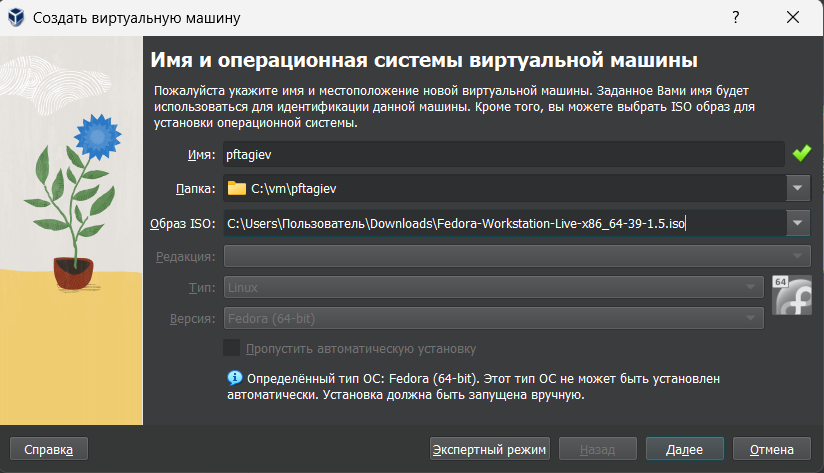 Создать виртуальную машину
?
Имя и операционная системы виртуальной машины
Пожалуйста укажите имя и местоположение новой виртуальной машины. Заданное Вами имя будет
использоваться для идентификации данной машины. Кроме того, вы можете выбрать ISO образ для
установки операционной системы.
Имя: pftagiev
Папка: C:\vm\pftagiev
Образ ISO: C:\Users\Пользователь\Downloads\Fedora-Workstation-Live-x86_64-39-1.5.iso
Редакция:
Тип: Linux
64
Версия: Fedora (64-bit)
Пропустить автоматическую установку
Определённый тип ОС: Fedora (64-bit). Этот тип ОС не может быть установлен
автоматически. Установка должна быть запущена вручную.
Справка Экспертный режим Назад Далее Отмена